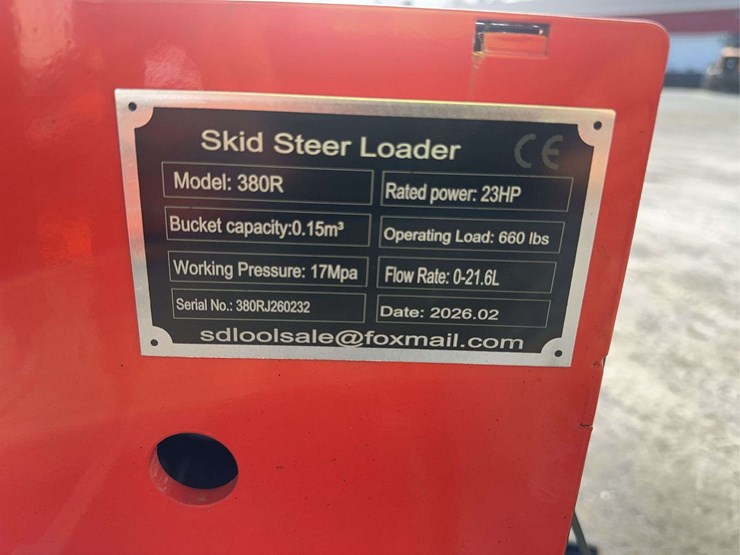 Skid Steer Loader CE
Model: 380R
Rated power: 23HP
Bucket capacity:0.15m³
Operating Load: 660 lbs
Working Pressure: 17Mpa
Flow Rate: 0-21.6L
Serial No.: 380RJ260232
Date: 2026.02
sdloolsale@foxmail.com